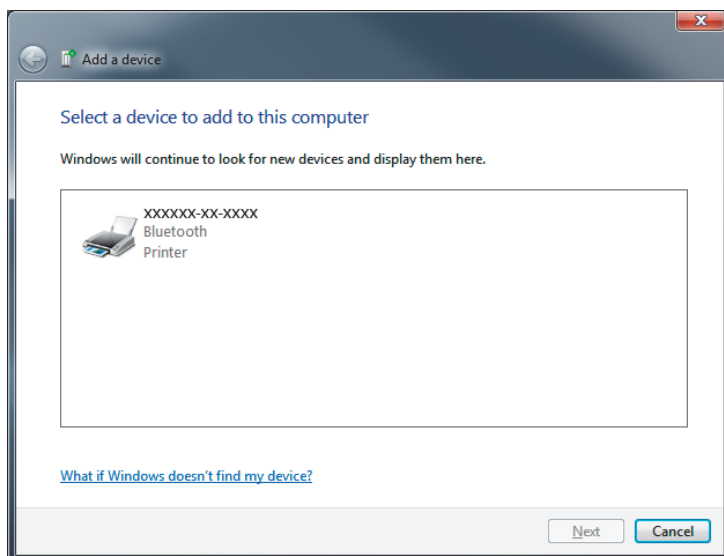 Add a device
Select a device to add to this computer
Windows will continue to look for new devices and display them here.
XXXXXX-XX-XXXX
Bluetooth
Printer
What if Windows doesn't find my device?
Next
Cancel